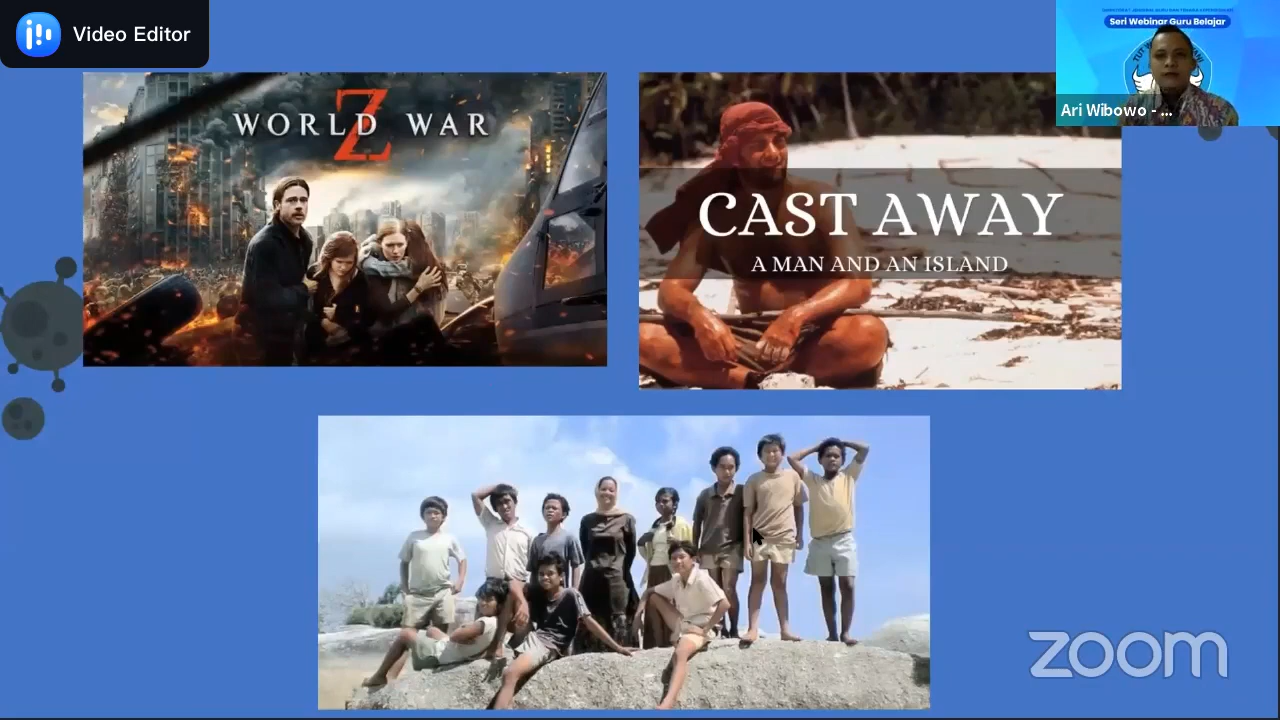 Video Editor
Seri Webinar Guru Belajar
Ari Wibowo - ...
WORLD WAR
Z
CAST AWAY
A MAN AND AN ISLAND
zoom